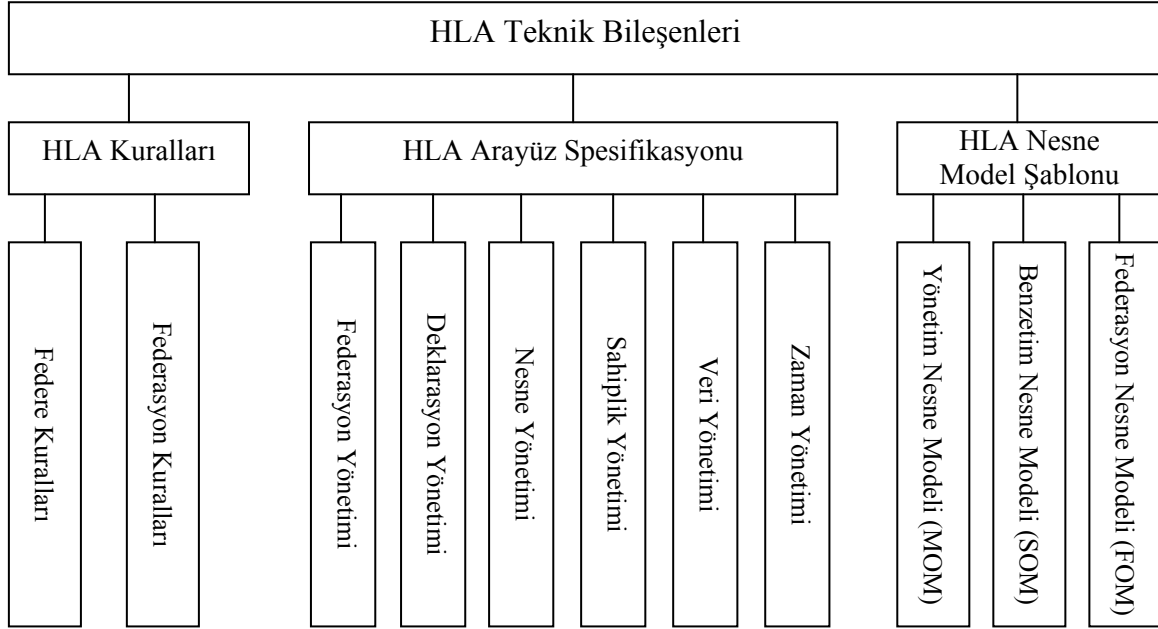 HLA Teknik Bileşenleri
HLA Kuralları
HLA Arayüz Spesifikasyonu
HLA Nesne
Model Şablonu
Federe Kuralları
Federasyon Kuralları
Federasyon Yönetimi
Deklarasyon Yönetimi
Nesne Yönetimi
Sahiplik Yönetimi
Veri Yönetimi
Zaman Yönetimi
Yönetim Nesne Modeli (MOM)
Benzetim Nesne Modeli (SOM)
Federasyon Nesne Modeli (FOM)